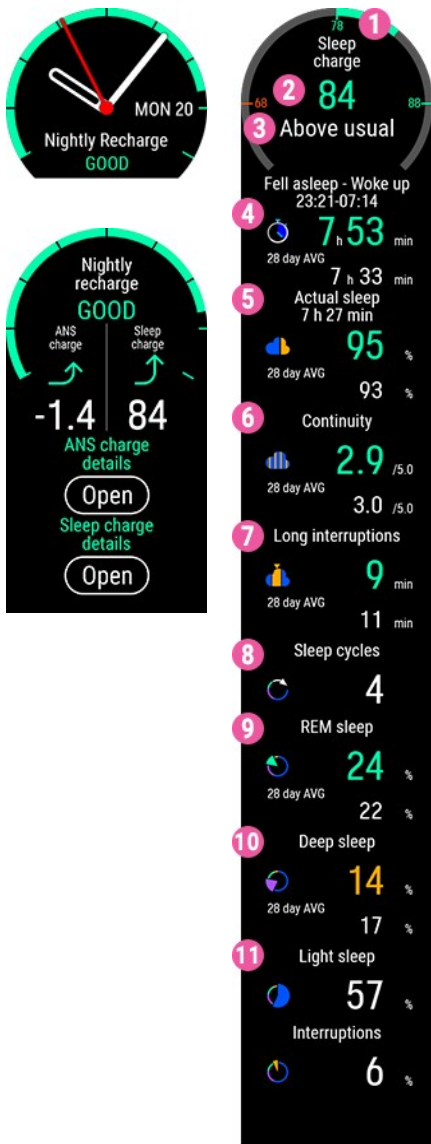 MON 20
Nightly Recharge
GOOD
Nightly
recharge
GOOD
ANS
charge
Sleep
charge
-1.4
84
ANS charge
details
Open
Sleep charge
details
Open
1
78
Sleep
charge
2
68
84
88
3
Above usual
Fell asleep - Woke up
23:21-07:14
4
7 h 53 min
28 day AVG
7 h 33 min
5
Actual sleep
7 h 27 min
95 %
28 day AVG
93 %
6
Continuity
2.9 /5.0
28 day AVG
3.0 /5.0
7
Long interruptions
9 min
28 day AVG
11 min
8
Sleep cycles
4
9
REM sleep
24 %
28 day AVG
22 %
10
Deep sleep
14 %
28 day AVG
17 %
11
Light sleep
57 %
Interruptions
6 %